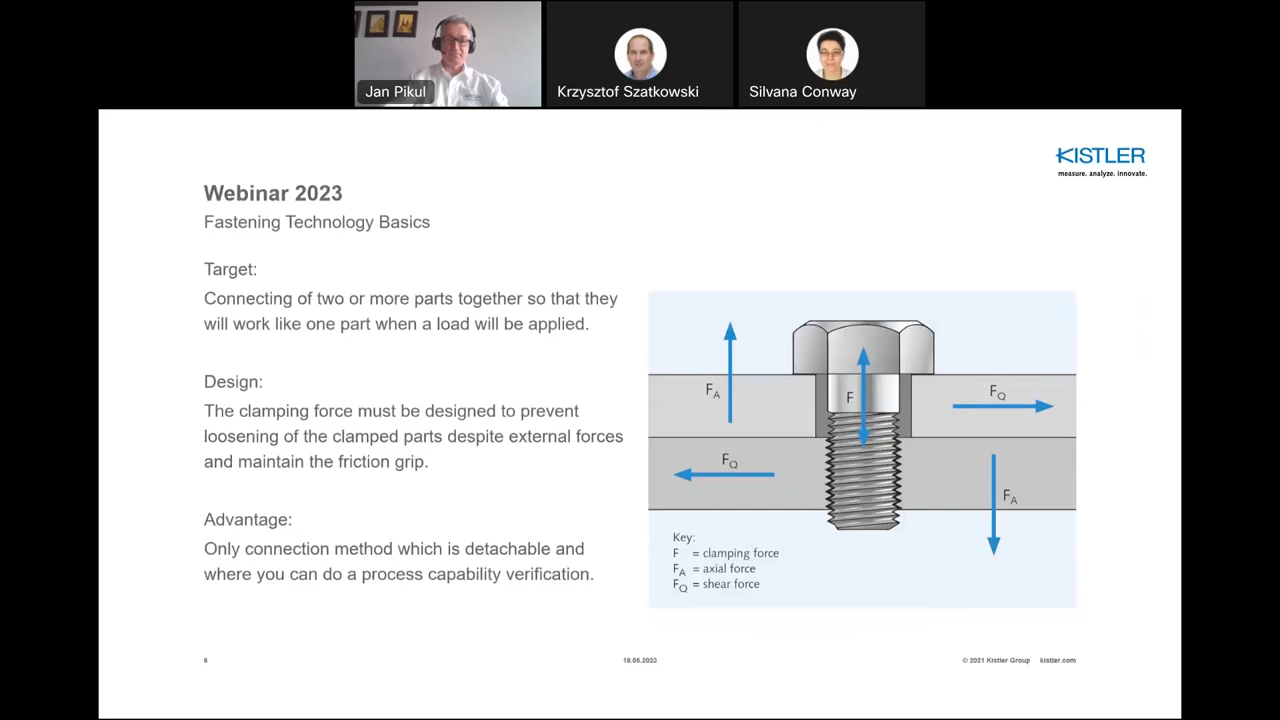 Jan Pikul
Krzysztof Szatkowski
Silvana Conway
KISTLER
measure. analyze. innovate.
Webinar 2023
Fastening Technology Basics
Target:
Connecting of two or more parts together so that they
will work like one part when a load will be applied.
Design:
The clamping force must be designed to prevent
loosening of the clamped parts despite external forces
and maintain the friction grip.
Advantage:
Only connection method which is detachable and
where you can do a process capability verification.
FA
F
FQ
FQ
FA
Key:
F = clamping force
FA = axial force
FQ = shear force
8
18.05.2023
© 2021 Kistler Group kistler.com